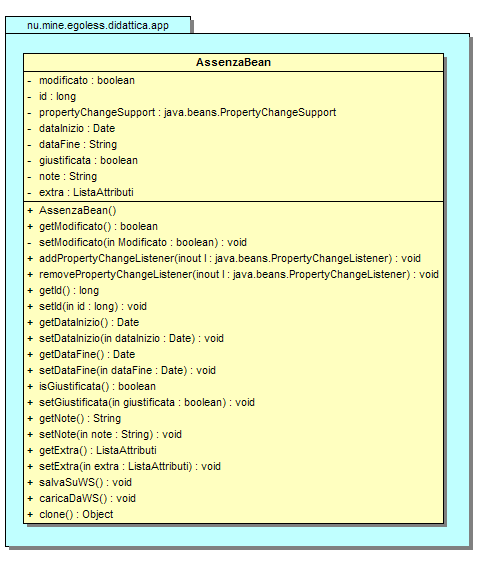 nu.mine.egoless.didattica.app
AssenzaBean
- modificato : boolean
- id : long
- propertyChangeSupport : java.beans.PropertyChangeSupport
- dataInizio : Date
- dataFine : String
- giustificata : boolean
- note : String
- extra : ListaAttributi
+ AssenzaBean()
+ getModificato() : boolean
- setModificato(in Modificato : boolean) : void
+ addPropertyChangeListener(inout l : java.beans.PropertyChangeListener) : void
+ removePropertyChangeListener(inout l : java.beans.PropertyChangeListener) : void
+ getId() : long
+ setId(in id : long) : void
+ getDataInizio() : Date
+ setDataInizio(in dataInizio : Date) : void
+ getDataFine() : Date
+ setDataFine(in dataFine : Date) : void
+ isGiustificata() : boolean
+ setGiustificata(in giustificata : boolean) : void
+ getNote() : String
+ setNote(in note : String) : void
+ getExtra() : ListaAttributi
+ setExtra(in extra : ListaAttributi) : void
+ salvaSuWS() : void
+ caricaDaWS() : void
+ clone() : Object